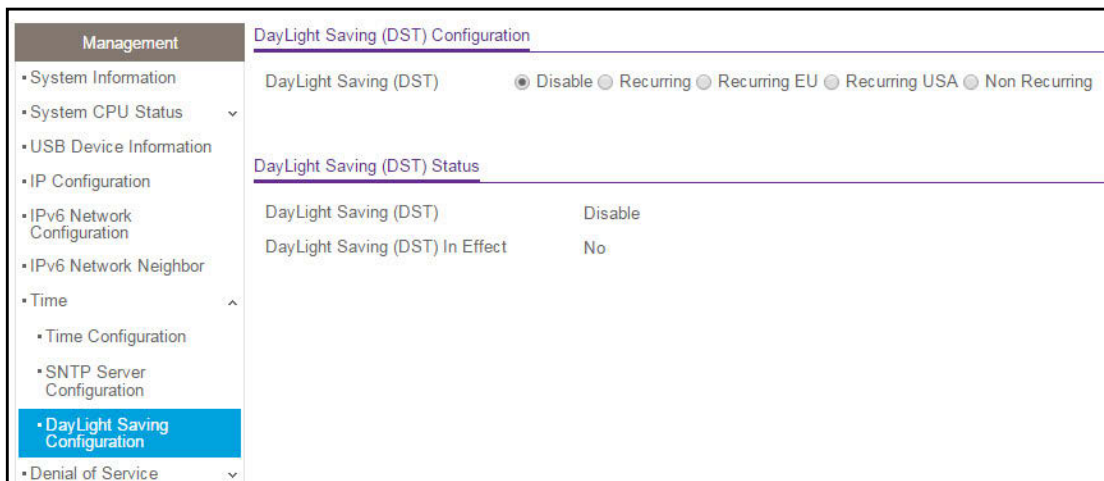 Management
System Information
System CPU Status
USB Device Information
IP Configuration
IPv6 Network
Configuration
IPv6 Network Neighbor
Time
Time Configuration
SNTP Server
Configuration
DayLight Saving
Configuration
Denial of Service
DayLight Saving (DST) Configuration
DayLight Saving (DST) Disable Recurring Recurring EU Recurring USA Non Recurring
DayLight Saving (DST) Status
DayLight Saving (DST) Disable
DayLight Saving (DST) In Effect No